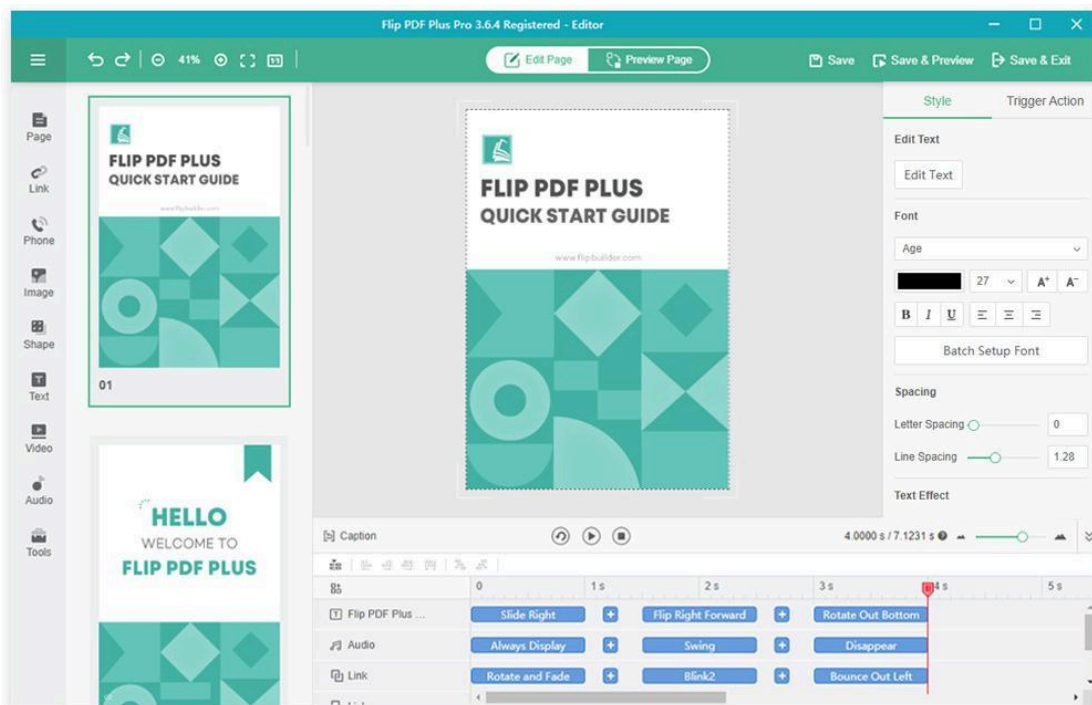 Flip PDF Plus Pro 3.6.4 Registered - Editor
41%
Edit Page
Preview Page
Save
Save & Preview
Save & Exit
Page
Link
Phone
Image
Shape
Text
Video
Audio
Tools
FLIP PDF PLUS
QUICK START GUIDE
www.flipbuilder.com
01
HELLO
WELCOME TO
FLIP PDF PLUS
FLIP PDF PLUS
QUICK START GUIDE
www.flipbuilder.com
Style Trigger Action
Edit Text
Edit Text
Font
Age
27 A+ A-
B I U
Batch Setup Font
Spacing
Letter Spacing 0
Line Spacing 1.28
Text Effect
Caption 4.0000 s / 7.1231 s
0 1 s 2 s 3 s 4 s 5 s
Flip PDF Plus ... Slide Right + Flip Right Forward + Rotate Out Bottom
Audio Always Display + Swing + Disappear
Link Rotate and Fade + Blink2 + Bounce Out Left